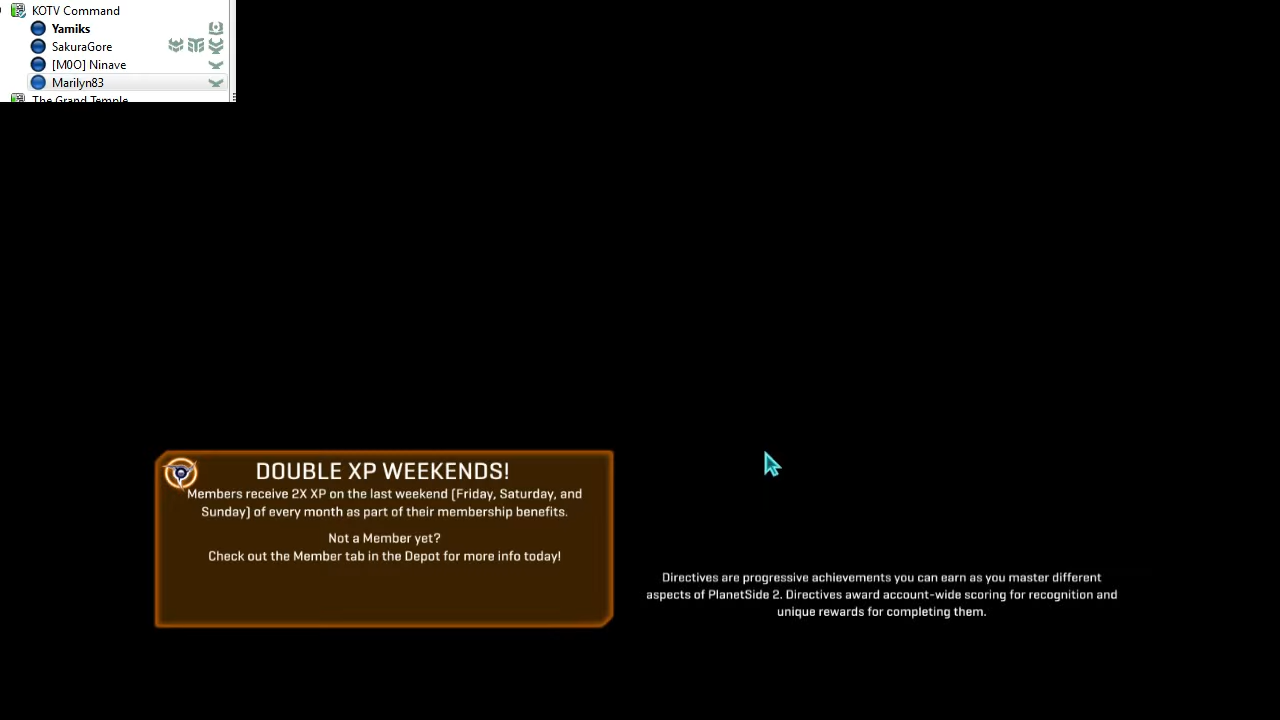 KOTV Command
Yamiks
SakuraGore
[M0O] Ninave
Marilyn83
The Grand Temple
DOUBLE XP WEEKENDS!
Members receive 2X XP on the last weekend (Friday, Saturday, and
Sunday) of every month as part of their membership benefits.
Not a Member yet?
Check out the Member tab in the Depot for more info today!
Directives are progressive achievements you can earn as you master different
aspects of PlanetSide 2. Directives award account-wide scoring for recognition and
unique rewards for completing them.